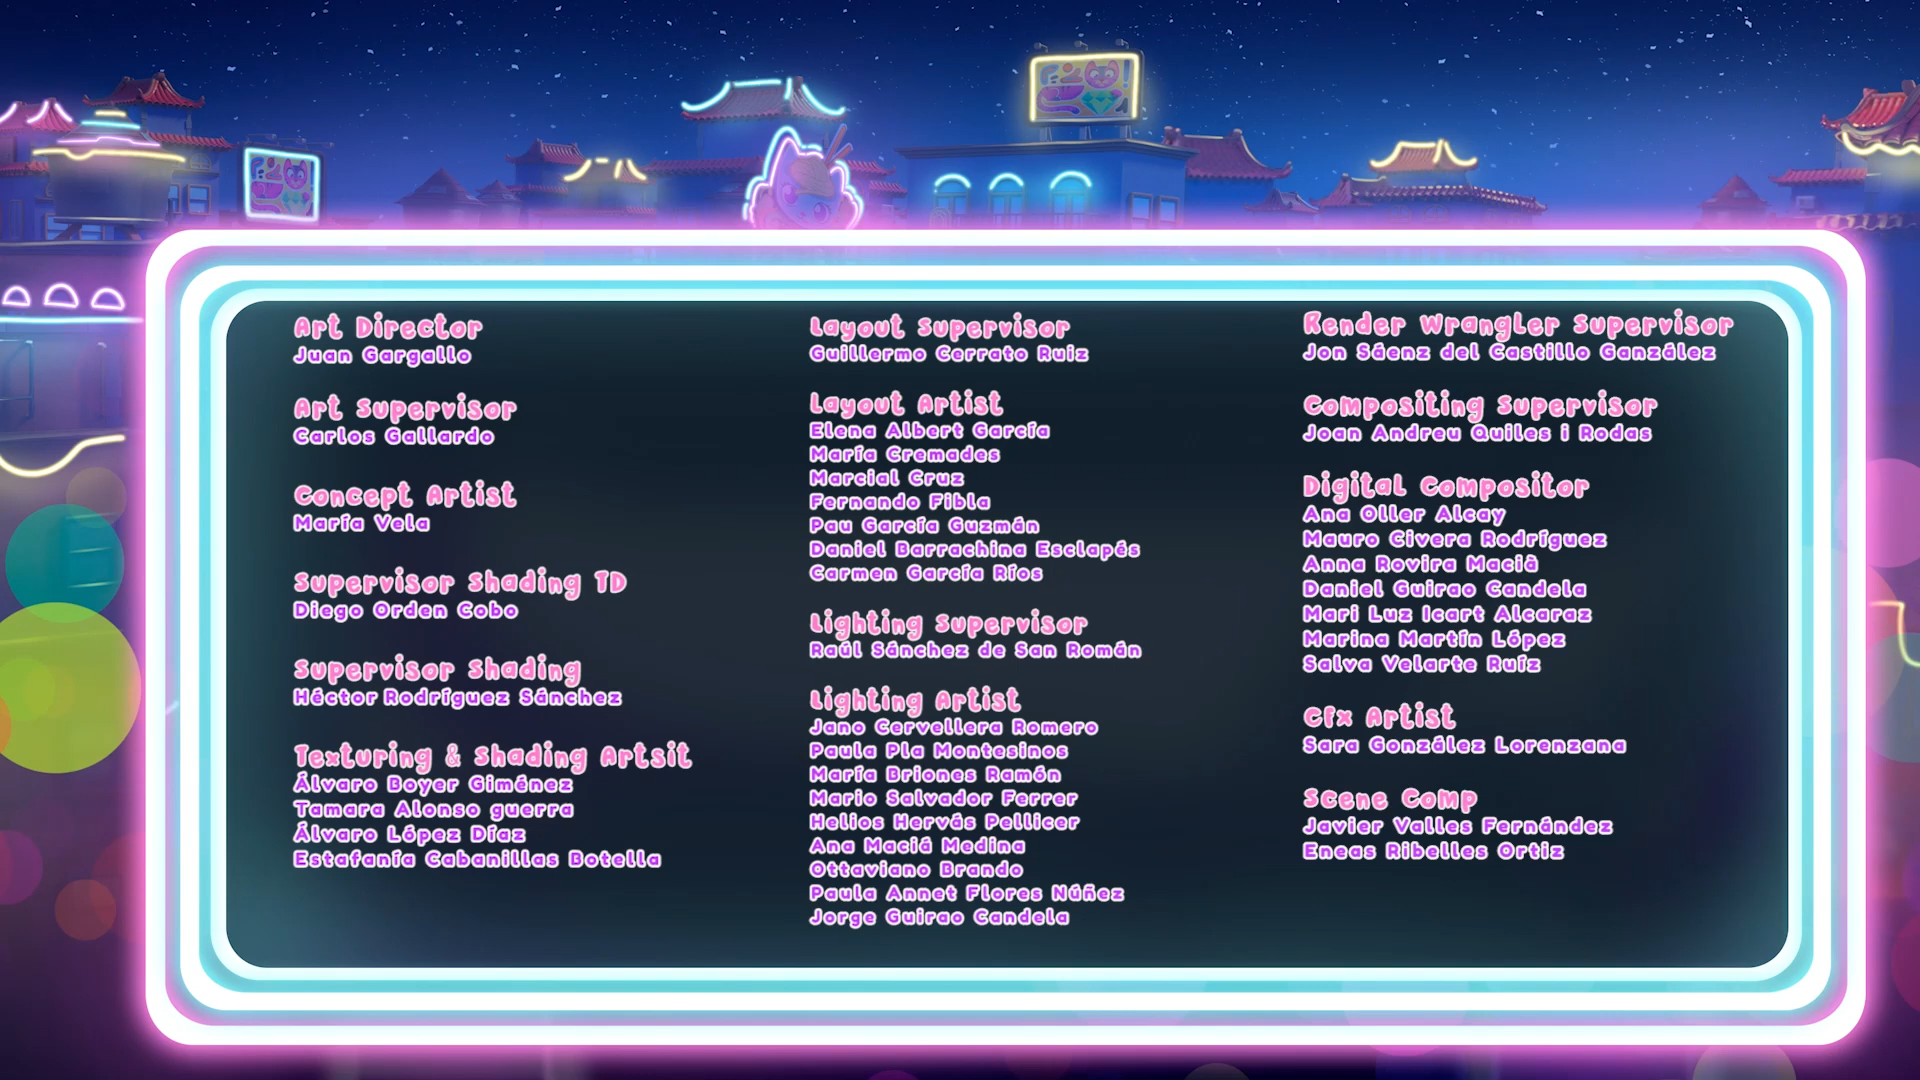 Art Director
Juan Gargallo
Art Supervisor
Carlos Gallardo
Concept Artist
María Vela
Supervisor Shading TD
Diego Orden Cobo
Supervisor Shading
Héctor Rodríguez Sánchez
Texturing & Shading Artsit
Álvaro Boyer Giménez
Tamara Alonso guerra
Álvaro López Díaz
Estafanía Cabanillas Botella
Layout Supervisor
Guillermo Cerrato Ruiz
Layout Artist
Elena Albert García
María Cremades
Marcial Cruz
Fernando Fibla
Pau García Guzmán
Daniel Barrachina Esclapés
Carmen García Ríos
Lighting Supervisor
Raúl Sánchez de San Román
Lighting Artist
Jano Cervellera Romero
Paula Pla Montesinos
María Briones Ramón
Mario Salvador Ferrer
Helios Hervás Pellicer
Ana Maciá Medina
Ottaviano Brando
Paula Annet Flores Núñez
Jorge Guirao Candela
Render Wrangler Supervisor
Jon Sáenz del Castillo Ganzález
Compositing Supervisor
Joan Andreu Quiles i Rodas
Digital Compositor
Ana Oller Alcay
Mauro Civera Rodríguez
Anna Rovira Macià
Daniel Guirao Candela
Mari Luz Icart Alcaraz
Marina Martín López
Salva Velarte Ruíz
Cfx Artist
Sara González Lorenzana
Scene Comp
Javier Valles Fernández
Eneas Ribelles Ortiz